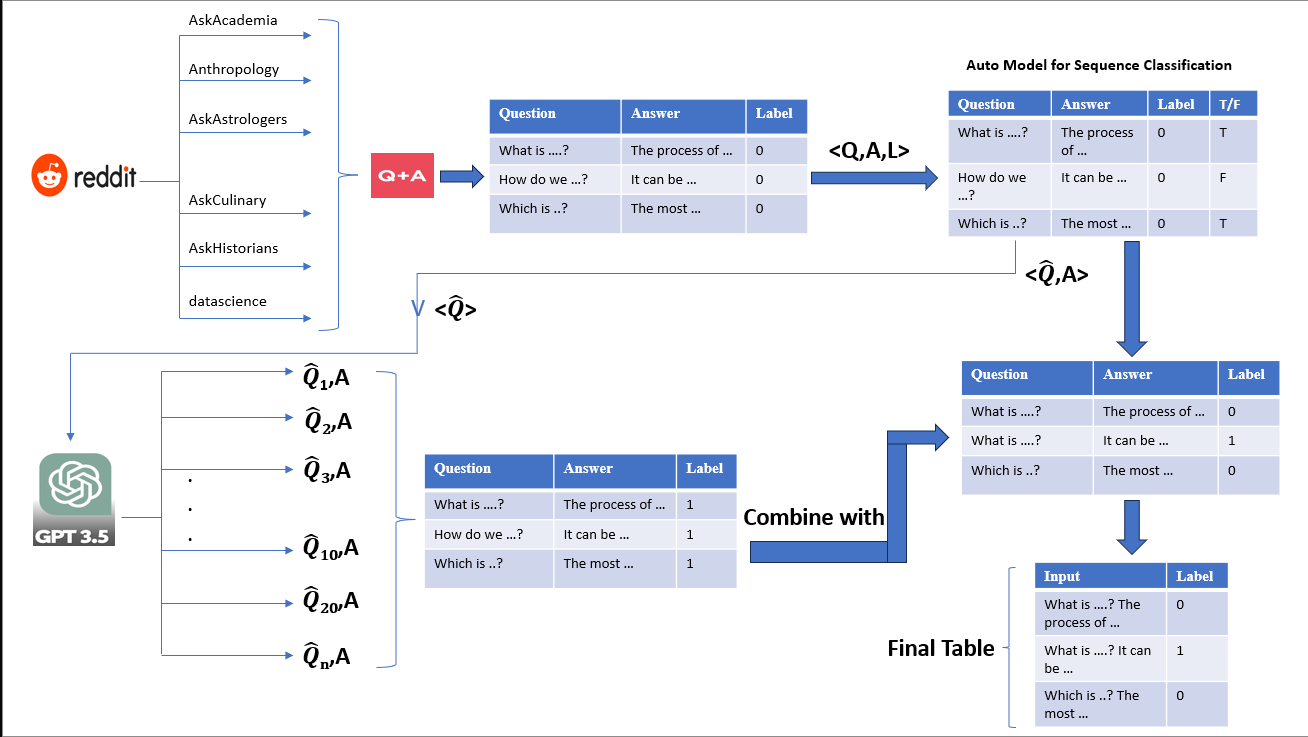 AskAcademia
Anthropology
AskAstrologers
AskCulinary
AskHistorians
datascience
reddit
Q+A
Question Answer Label
What is ....? The process of ... 0
How do we ...? It can be ... 0
Which is ..? The most ... 0
<Q,A,L>
Auto Model for Sequence Classification
Question Answer Label T/F
What is ....? The process of ... 0 T
How do we ...? It can be ... 0 F
Which is ..? The most ... 0 T
<Q̂,A>
V <Q̂>
GPT 3.5
Q̂₁,A
Q̂₂,A
Q̂₃,A
.
.
.
Q̂₁₀,A
Q̂₂₀,A
Q̂ₙ,A
Question Answer Label
What is ....? The process of ... 1
How do we ...? It can be ... 1
Which is ..? The most ... 1
Combine with
Question Answer Label
What is ....? The process of ... 0
What is ....? It can be ... 1
Which is ..? The most ... 0
Final Table
Input Label
What is ....? The process of ... 0
What is ....? It can be ... 1
Which is ..? The most ... 0